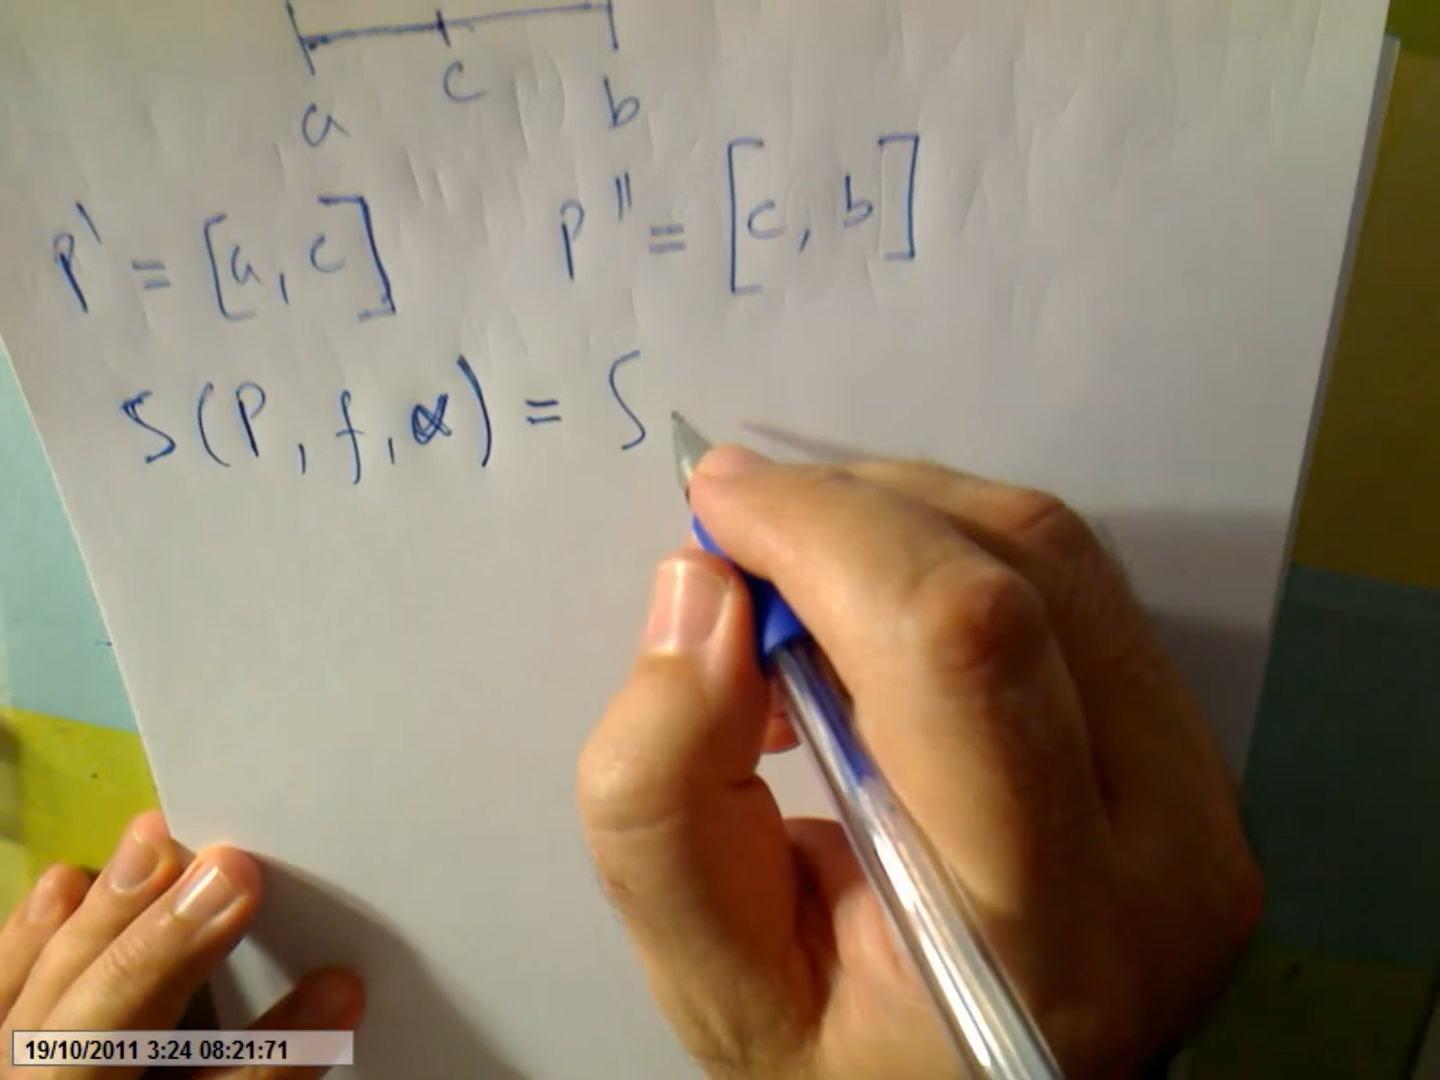 a c b
P' = [a, c] P'' = [c, b]
S(P, f, α) = S
19/10/2011 3:24 08:21:71